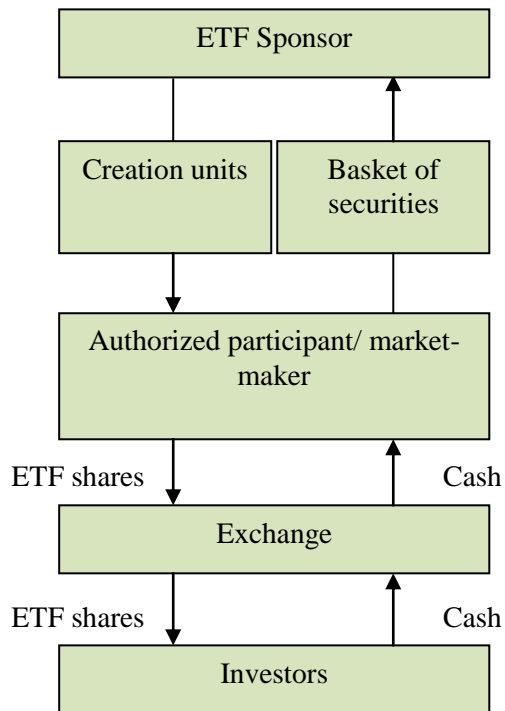 ETF Sponsor
Creation units
Basket of
securities
Authorized participant/ market-
maker
ETF shares
Cash
Exchange
ETF shares
Cash
Investors